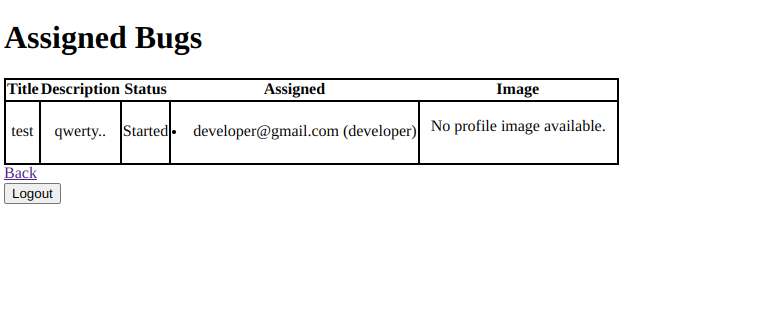 Assigned Bugs
Title Description Status Assigned Image
test qwerty.. Started • developer@gmail.com (developer) No profile image available.
Back
Logout